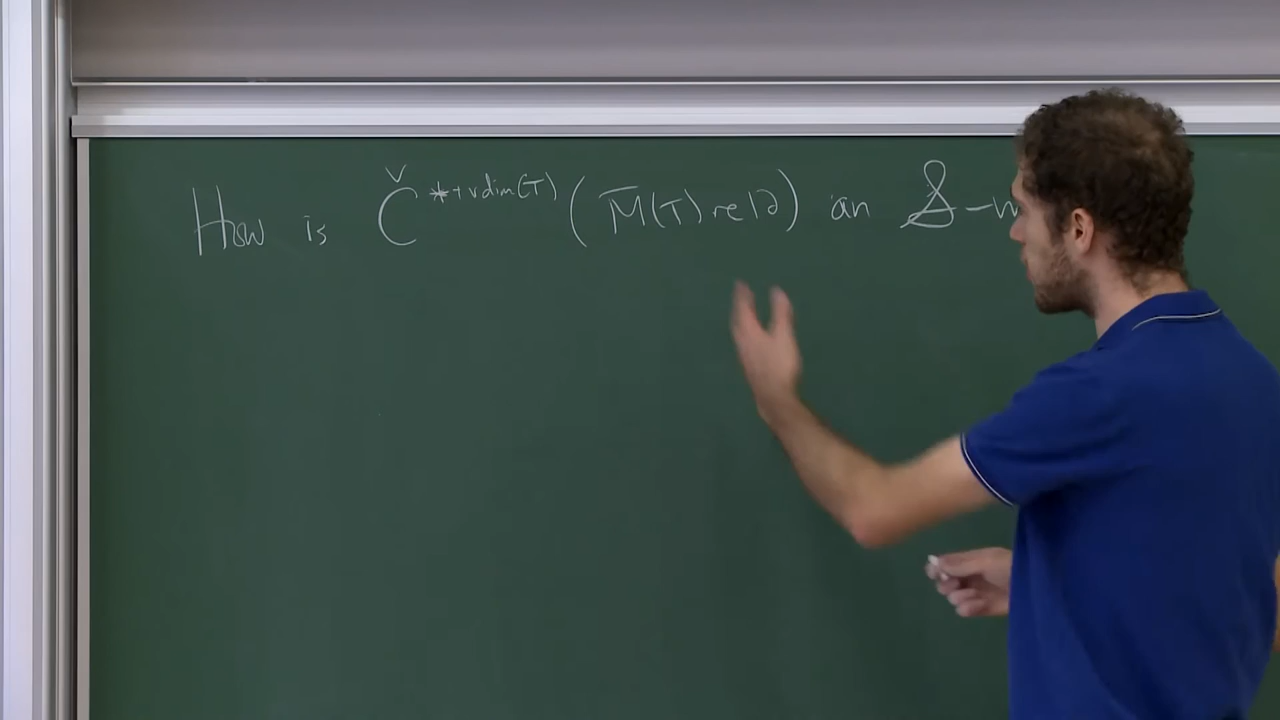 How is Č^{*+vdim(T)} (M̄(T) rel ∂) an 𝕊-